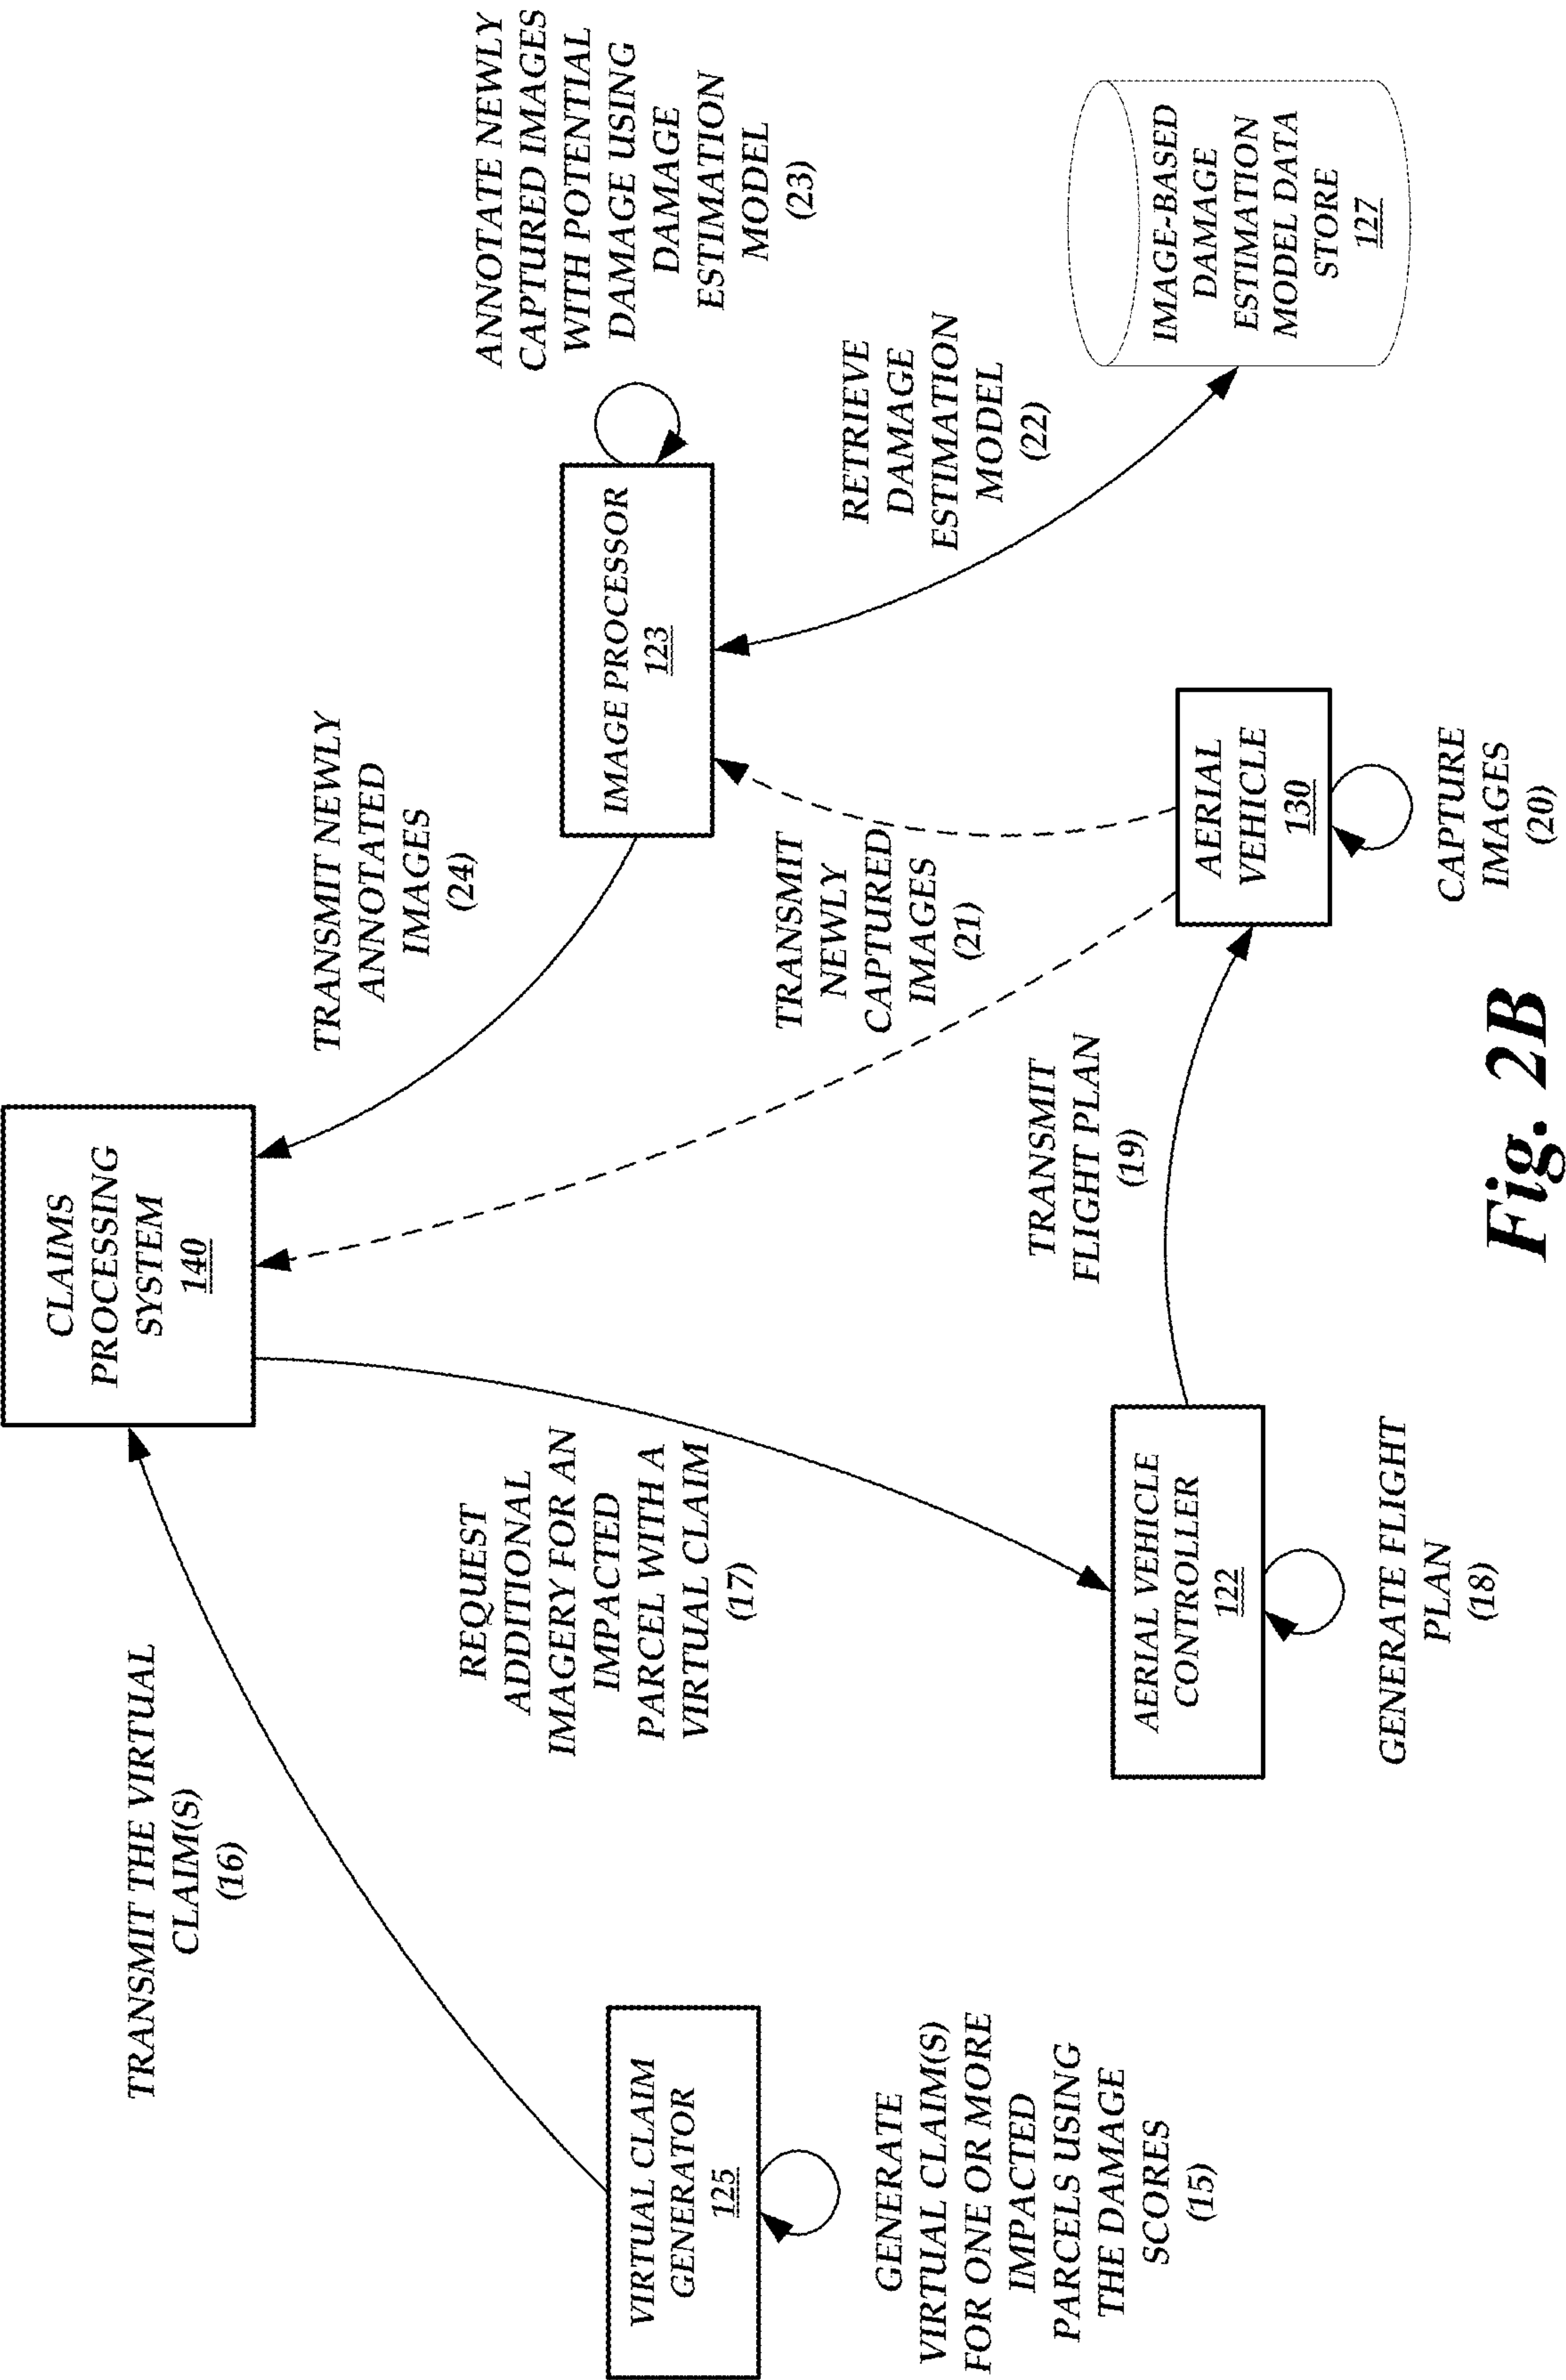 CLAIMS
PROCESSING
SYSTEM
140
TRANSMIT THE VIRTUAL
CLAIM(S)
(16)
TRANSMIT NEWLY
ANNOTATED
IMAGES
(24)
ANNOTATE NEWLY
CAPTURED IMAGES
WITH POTENTIAL
DAMAGE USING
DAMAGE
ESTIMATION
MODEL
(23)
REQUEST
ADDITIONAL
IMAGERY FOR AN
IMPACTED
PARCEL WITH A
VIRTUAL CLAIM
(17)
IMAGE PROCESSOR
123
VIRTUAL CLAIM
GENERATOR
125
TRANSMIT
NEWLY
CAPTURED
IMAGES
(21)
RETRIEVE
DAMAGE
ESTIMATION
MODEL
(22)
GENERATE
VIRTUAL CLAIM(S)
FOR ONE OR MORE
IMPACTED
PARCELS USING
THE DAMAGE
SCORES
(15)
TRANSMIT
FLIGHT PLAN
(19)
AERIAL VEHICLE
CONTROLLER
122
AERIAL
VEHICLE
130
IMAGE-BASED
DAMAGE
ESTIMATION
MODEL DATA
STORE
127
GENERATE FLIGHT
PLAN
(18)
CAPTURE
IMAGES
(20)
Fig. 2B